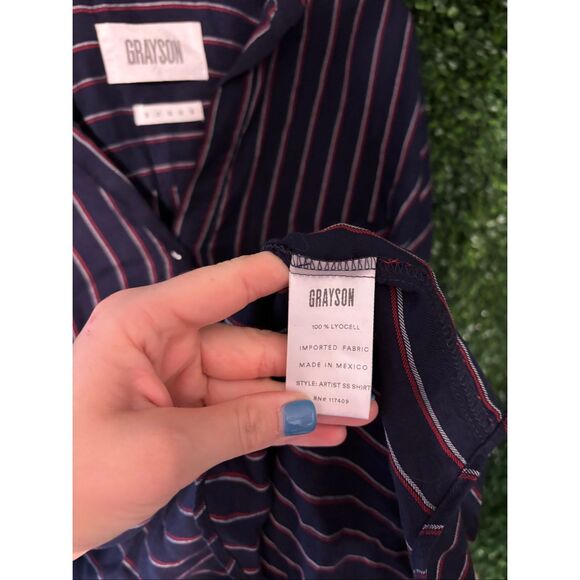 GRAYSON
GRAYSON
100 % LYOCELL
IMPORTED FABRIC
MADE IN MEXICO
STYLE: ARTIST SS SHIRT
RN# 117409